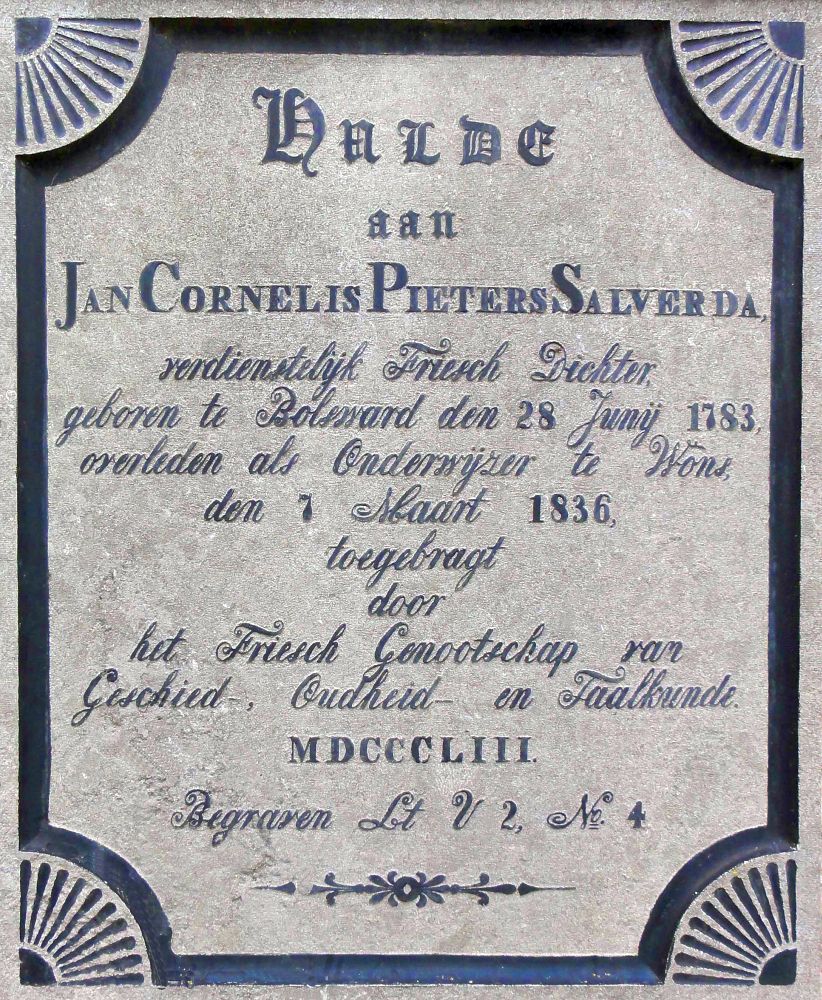 Hulde
aan
Jan Cornelis Pieters Salverda,
verdienstelijk Friesch Dichter,
geboren te Bolsward den 28 Junij 1783,
overleden als Onderwijzer te Wons,
den 7 Maart 1836,
toegebragt
door
het Friesch Genootschap van
Geschied-, Oudheid- en Taalkunde.
MDCCCLIII.
Begraven Lt V 2, No. 4